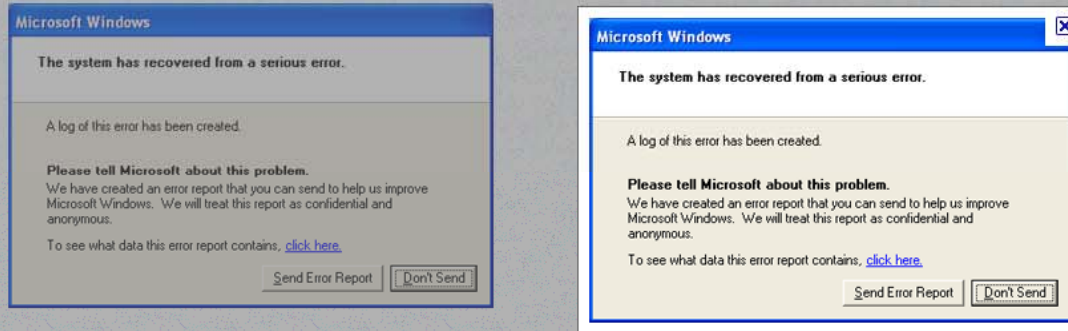 Microsoft Windows
The system has recovered from a serious error.
A log of this error has been created.
Please tell Microsoft about this problem.
We have created an error report that you can send to help us improve
Microsoft Windows.  We will treat this report as confidential and
anonymous.
To see what data this error report contains, click here.
Send Error Report
Don't Send
Microsoft Windows
The system has recovered from a serious error.
A log of this error has been created.
Please tell Microsoft about this problem.
We have created an error report that you can send to help us improve
Microsoft Windows.  We will treat this report as confidential and
anonymous.
To see what data this error report contains, click here.
Send Error Report
Don't Send